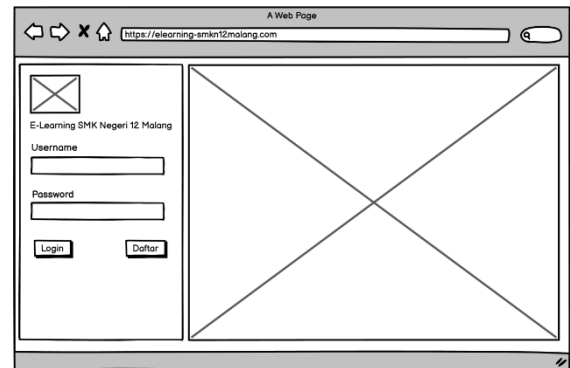 A Web Page
https://elearning-smkn12malang.com
E-Learning SMK Negeri 12 Malang
Username
Password
Login
Daftar